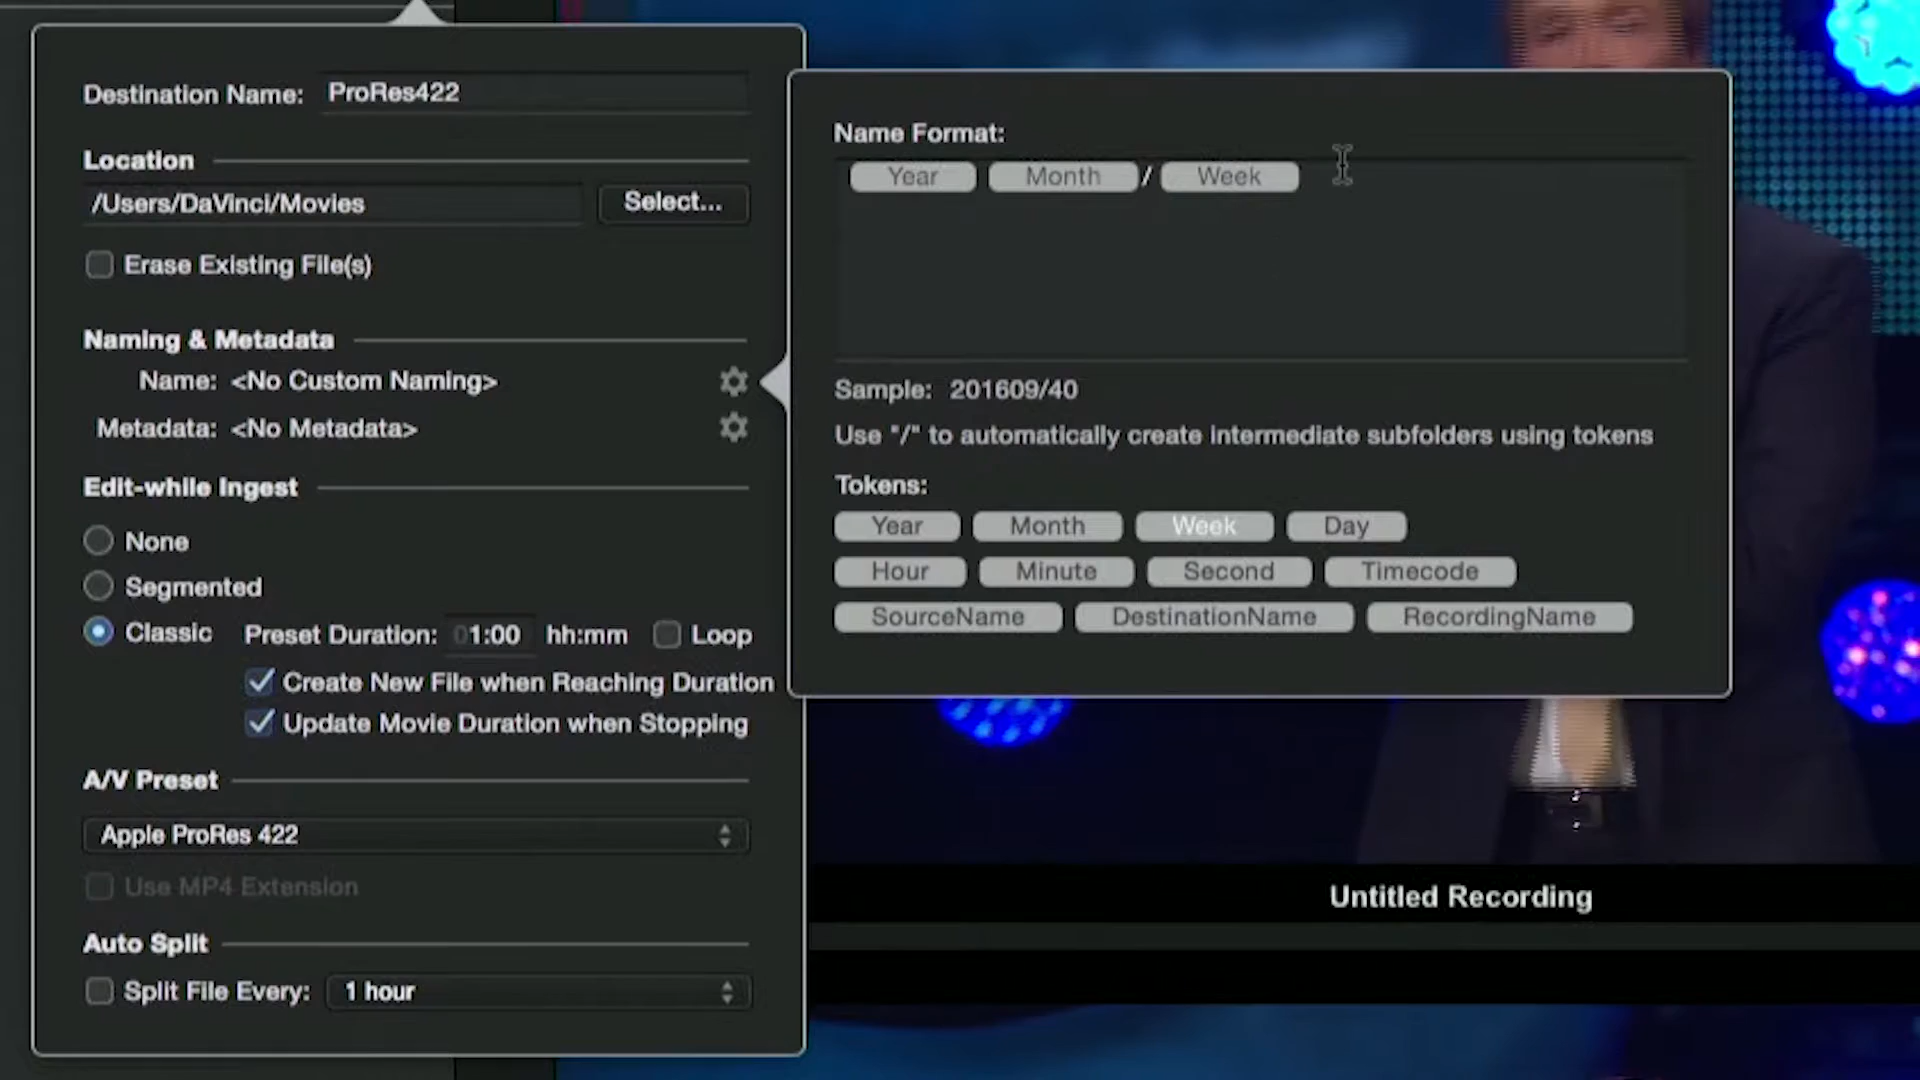 Destination Name: ProRes422
Location
/Users/DaVinci/Movies Select...
Erase Existing File(s)
Naming & Metadata
Name: <No Custom Naming>
Metadata: <No Metadata>
Edit-while Ingest
None
Segmented
Classic Preset Duration: 01:00 hh:mm Loop
Create New File when Reaching Duration
Update Movie Duration when Stopping
A/V Preset
Apple ProRes 422
Use MP4 Extension
Auto Split
Split File Every: 1 hour
Name Format:
Year Month / Week
Sample: 201609/40
Use "/" to automatically create intermediate subfolders using tokens
Tokens:
Year Month Week Day
Hour Minute Second Timecode
SourceName DestinationName RecordingName
Untitled Recording